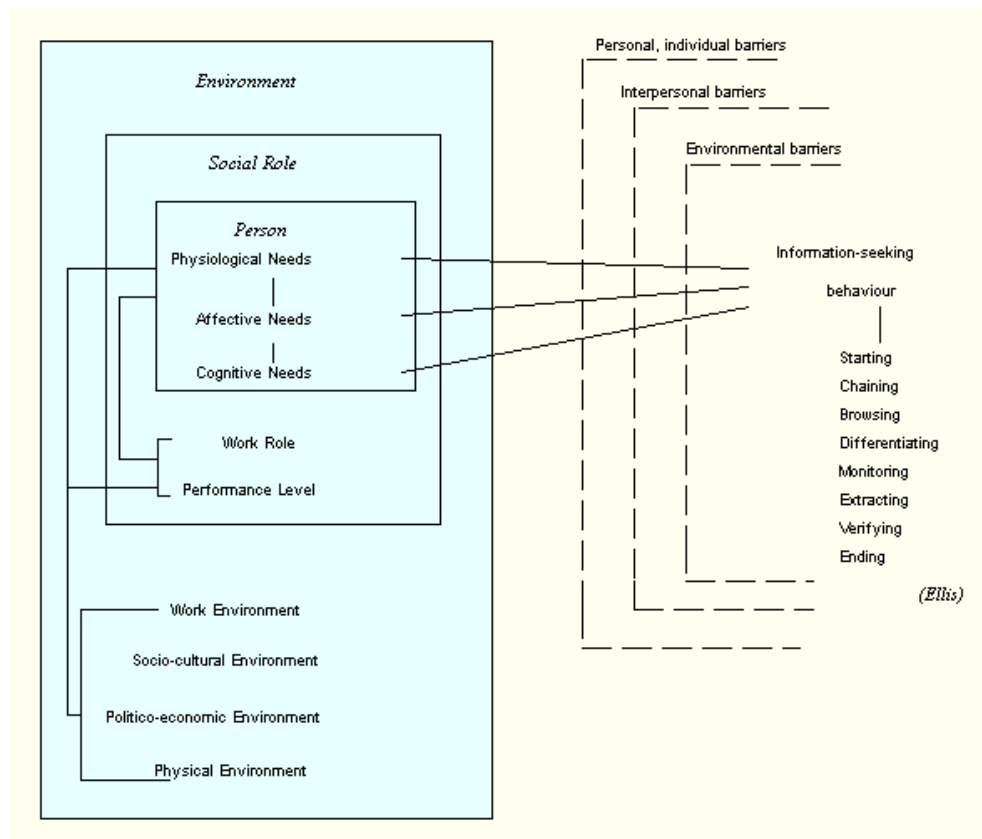 Environment
Social Role
Person
Physiological Needs
Affective Needs
Cognitive Needs
Work Role
Performance Level
Work Environment
Socio-cultural Environment
Politico-economic Environment
Physical Environment
Personal, individual barriers
Interpersonal barriers
Environmental barriers
Information-seeking
behaviour
Starting
Chaining
Browsing
Differentiating
Monitoring
Extracting
Verifying
Ending
(Ellis)